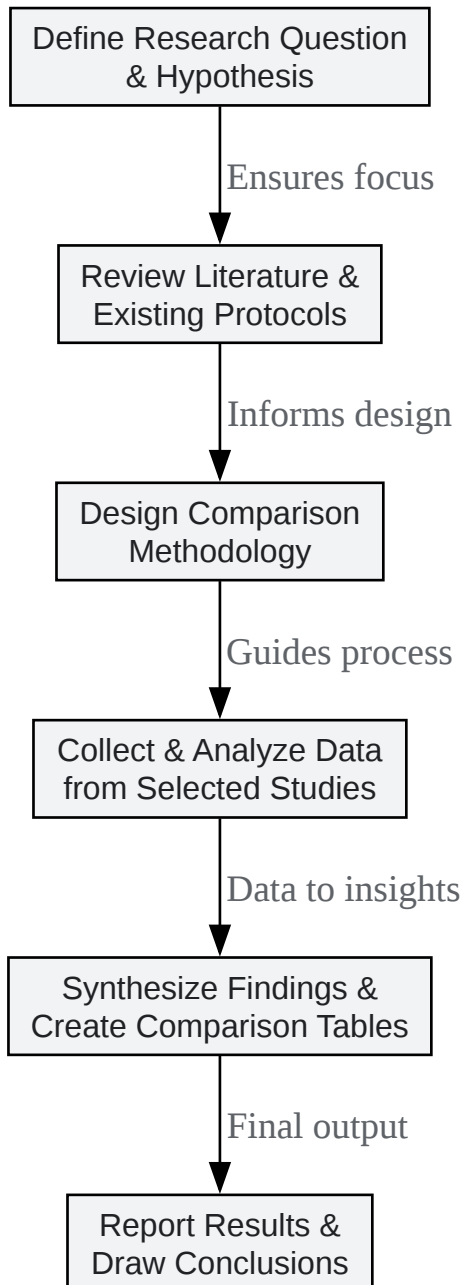 Define Research Question
& Hypothesis
Ensures focus
Review Literature &
Existing Protocols
Informs design
Design Comparison
Methodology
Guides process
Collect & Analyze Data
from Selected Studies
Data to insights
Synthesize Findings &
Create Comparison Tables
Final output
Report Results &
Draw Conclusions